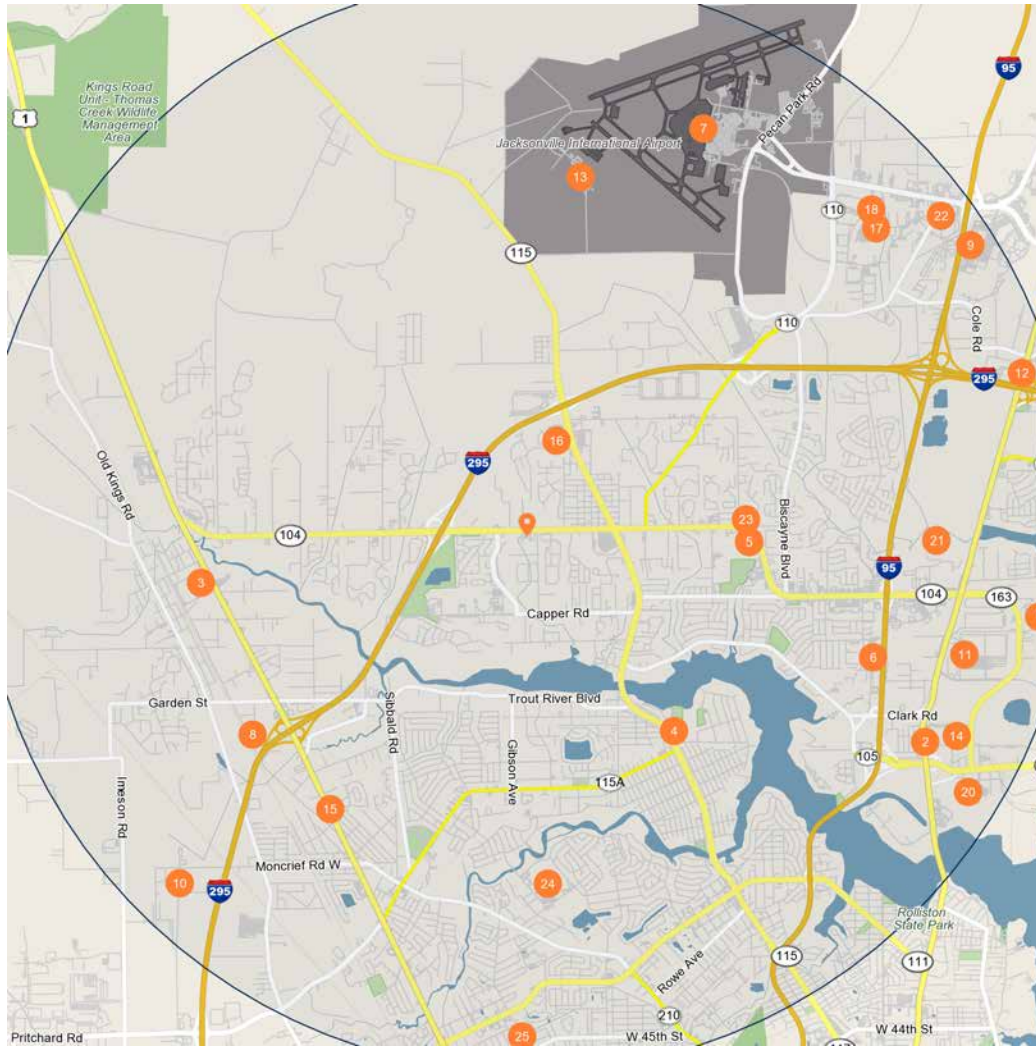 95
Kings Road
Unit - Thomas
Creek Wildlife
Management
Area
1
Pecan Park Rd
7
Jacksonville International Airport
13
18
110
22
17
9
115
110
Cole Rd
295
12
16
295
Old Kings Rd
23
104
5
21
Biscayne Blvd
95
3
104
163
Capper Rd
6
11
Garden St
Sibbald Rd
Trout River Blvd
Clark Rd
8
4
2
14
105
Gibson Ave
115A
Imeson Rd
20
15
Moncrief Rd W
10
295
24
Rolliston
State Park
115
111
Rowe Ave
210
W 44th St
25
W 45th St
Pritchard Rd